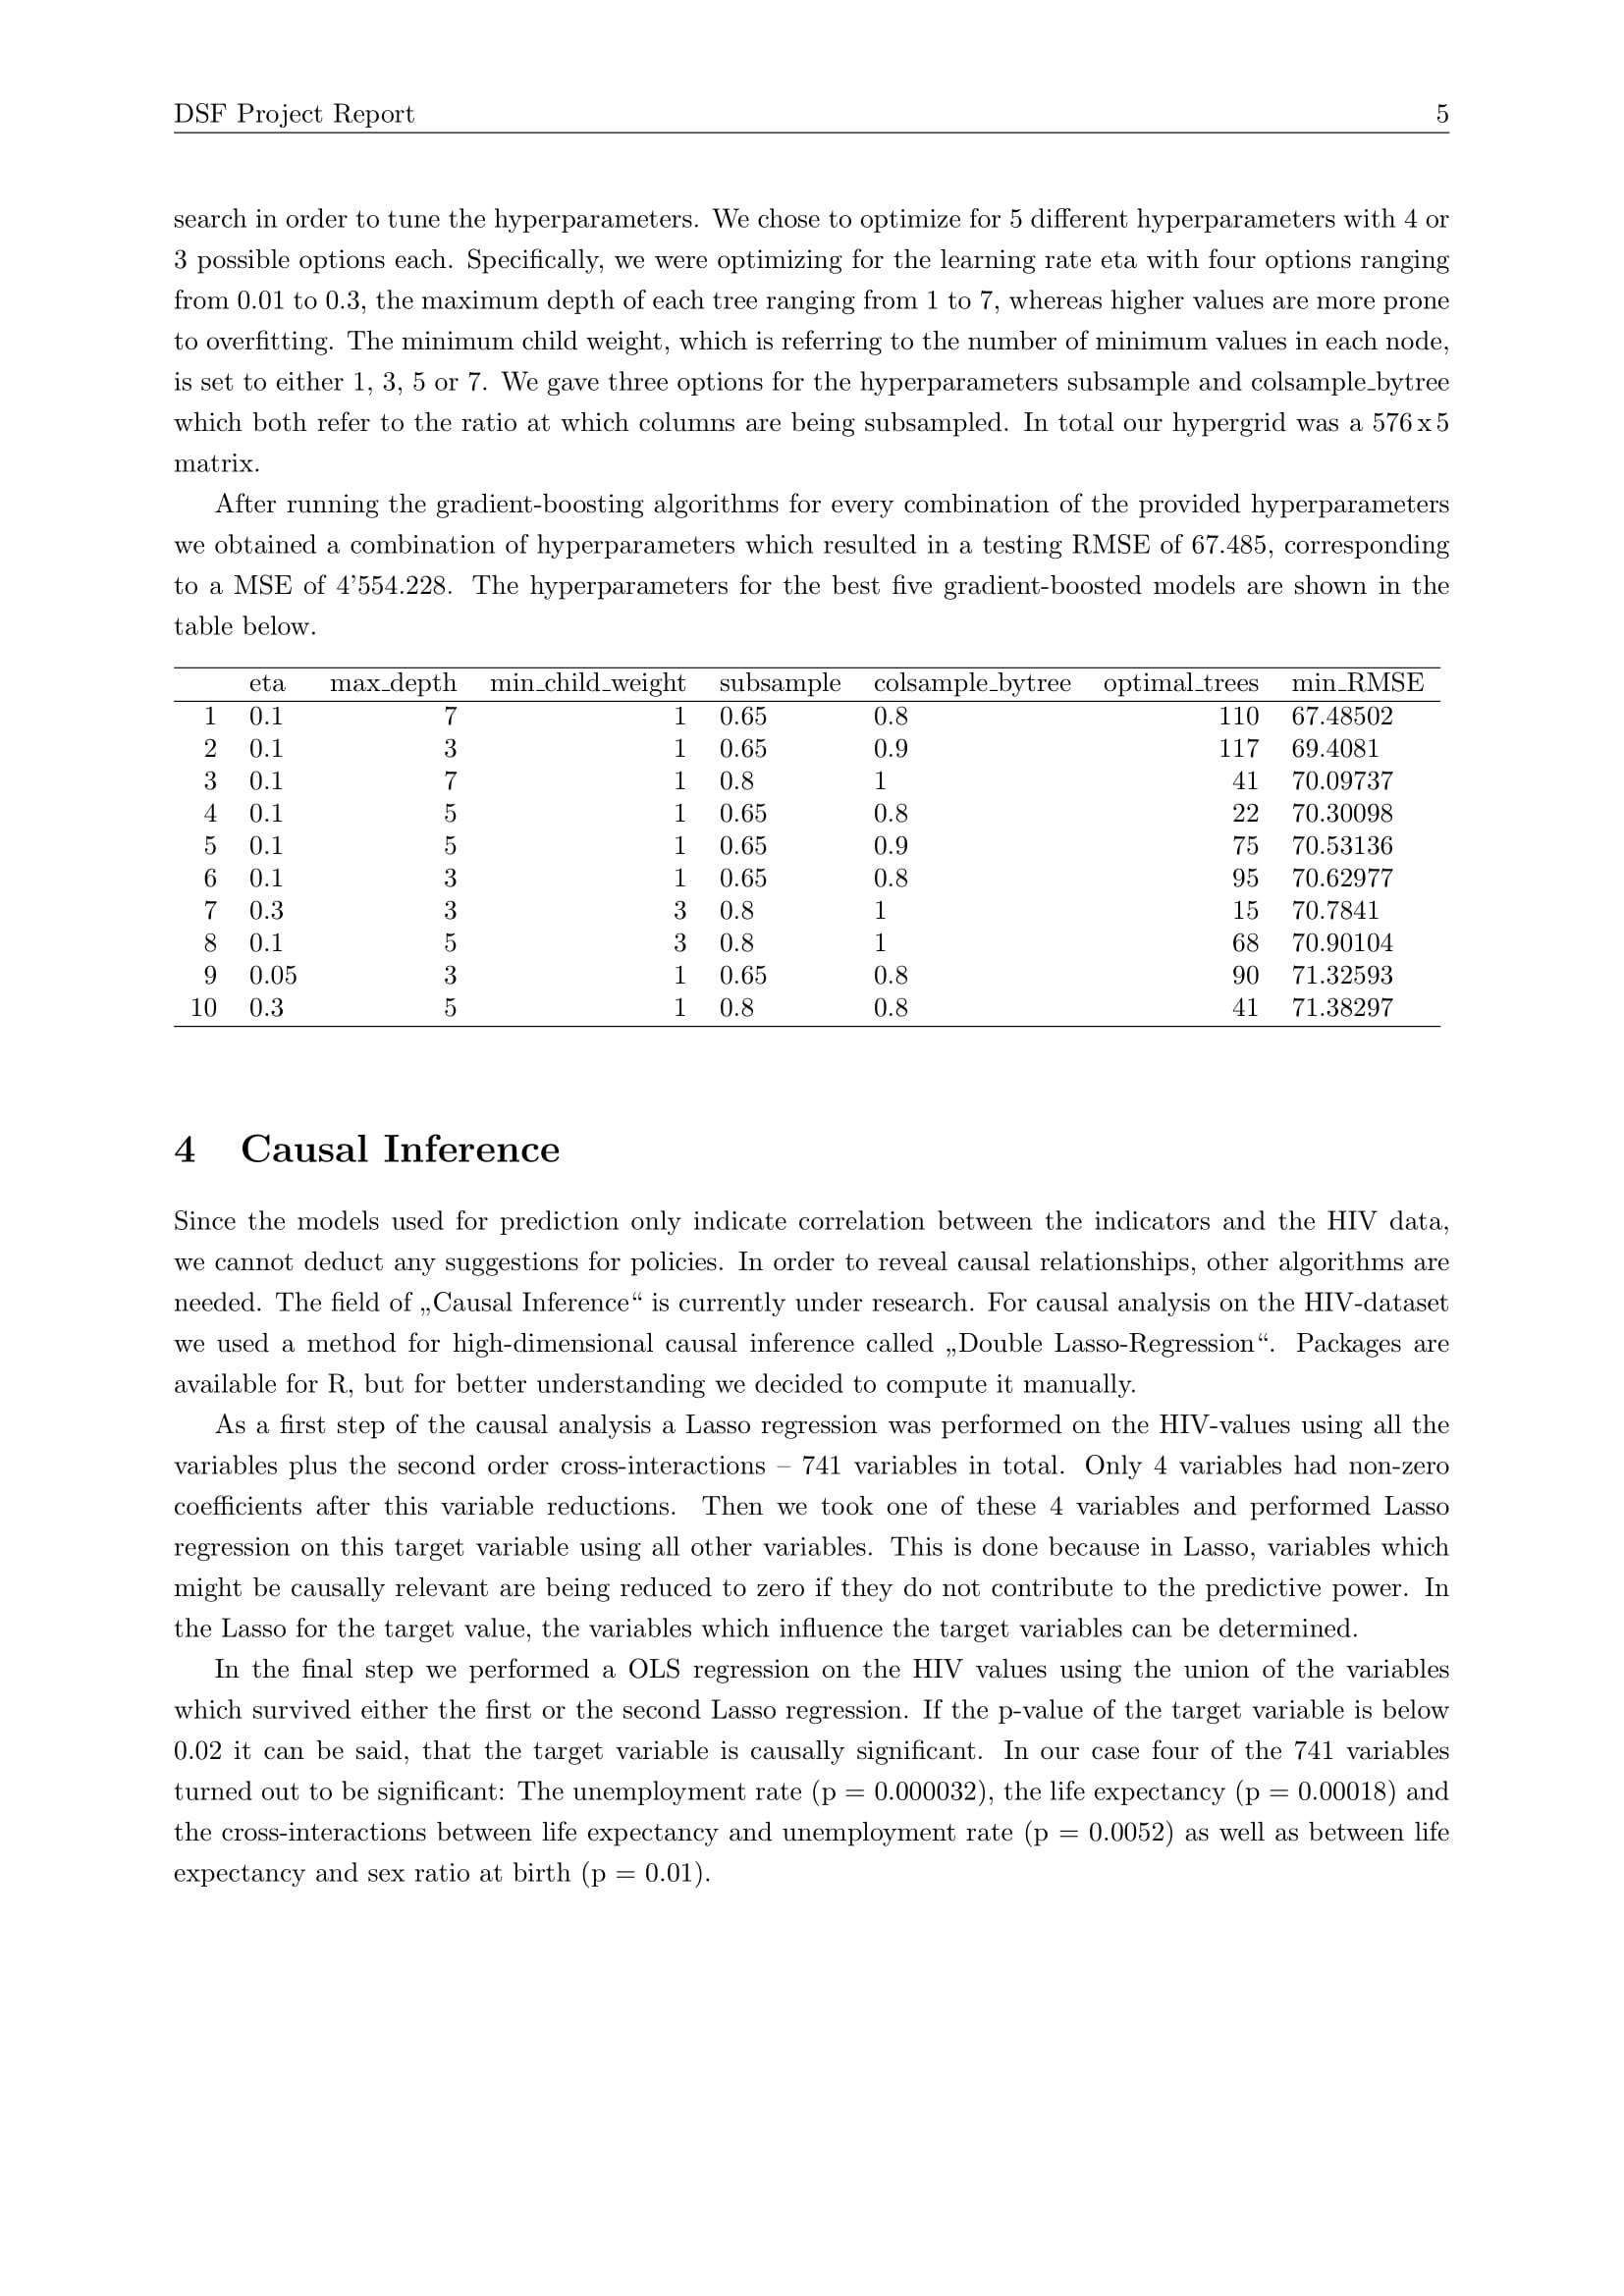 DSF Project Report 5
search in order to tune the hyperparameters. We chose to optimize for 5 different hyperparameters with 4 or
3 possible options each. Specifically, we were optimizing for the learning rate eta with four options ranging
from 0.01 to 0.3, the maximum depth of each tree ranging from 1 to 7, whereas higher values are more prone
to overfitting. The minimum child weight, which is referring to the number of minimum values in each node,
is set to either 1, 3, 5 or 7. We gave three options for the hyperparameters subsample and colsample_bytree
which both refer to the ratio at which columns are being subsampled. In total our hypergrid was a 576 x 5
matrix.
After running the gradient-boosting algorithms for every combination of the provided hyperparameters
we obtained a combination of hyperparameters which resulted in a testing RMSE of 67.485, corresponding
to a MSE of 4’554.228. The hyperparameters for the best five gradient-boosted models are shown in the
table below.
eta max_depth min_child_weight subsample colsample_bytree optimal_trees min_RMSE
1 0.1 7 1 0.65 0.8 110 67.48502
2 0.1 3 1 0.65 0.9 117 69.4081
3 0.1 7 1 0.8 1 41 70.09737
4 0.1 5 1 0.65 0.8 22 70.30098
5 0.1 5 1 0.65 0.9 75 70.53136
6 0.1 3 1 0.65 0.8 95 70.62977
7 0.3 3 3 0.8 1 15 70.7841
8 0.1 5 3 0.8 1 68 70.90104
9 0.05 3 1 0.65 0.8 90 71.32593
10 0.3 5 1 0.8 0.8 41 71.38297
4 Causal Inference
Since the models used for prediction only indicate correlation between the indicators and the HIV data,
we cannot deduct any suggestions for policies. In order to reveal causal relationships, other algorithms are
needed. The field of „Causal Inference“ is currently under research. For causal analysis on the HIV-dataset
we used a method for high-dimensional causal inference called „Double Lasso-Regression“. Packages are
available for R, but for better understanding we decided to compute it manually.
As a first step of the causal analysis a Lasso regression was performed on the HIV-values using all the
variables plus the second order cross-interactions – 741 variables in total. Only 4 variables had non-zero
coefficients after this variable reductions. Then we took one of these 4 variables and performed Lasso
regression on this target variable using all other variables. This is done because in Lasso, variables which
might be causally relevant are being reduced to zero if they do not contribute to the predictive power. In
the Lasso for the target value, the variables which influence the target variables can be determined.
In the final step we performed a OLS regression on the HIV values using the union of the variables
which survived either the first or the second Lasso regression. If the p-value of the target variable is below
0.02 it can be said, that the target variable is causally significant. In our case four of the 741 variables
turned out to be significant: The unemployment rate (p = 0.000032), the life expectancy (p = 0.00018) and
the cross-interactions between life expectancy and unemployment rate (p = 0.0052) as well as between life
expectancy and sex ratio at birth (p = 0.01).